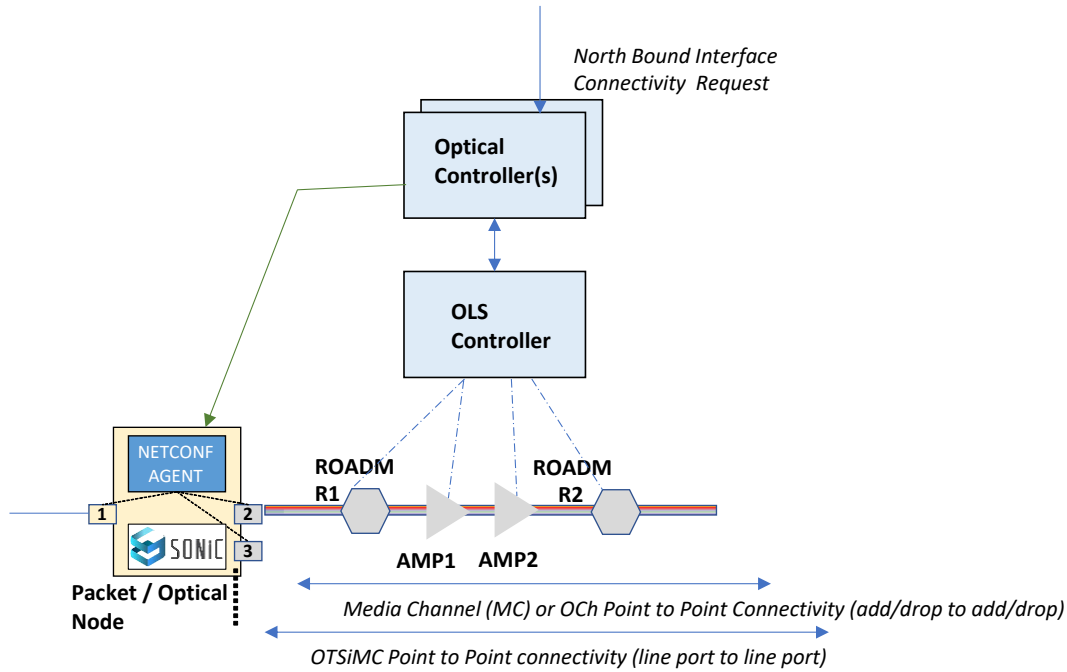 North Bound Interface
Connectivity Request
Optical
Controller(s)
OLS
Controller
NETCONF
AGENT
ROADM
R1
ROADM
R2
1
2
3
SONiC
AMP1
AMP2
Packet / Optical
Node
Media Channel (MC) or OCh Point to Point Connectivity (add/drop to add/drop)
OTSiMC Point to Point connectivity (line port to line port)